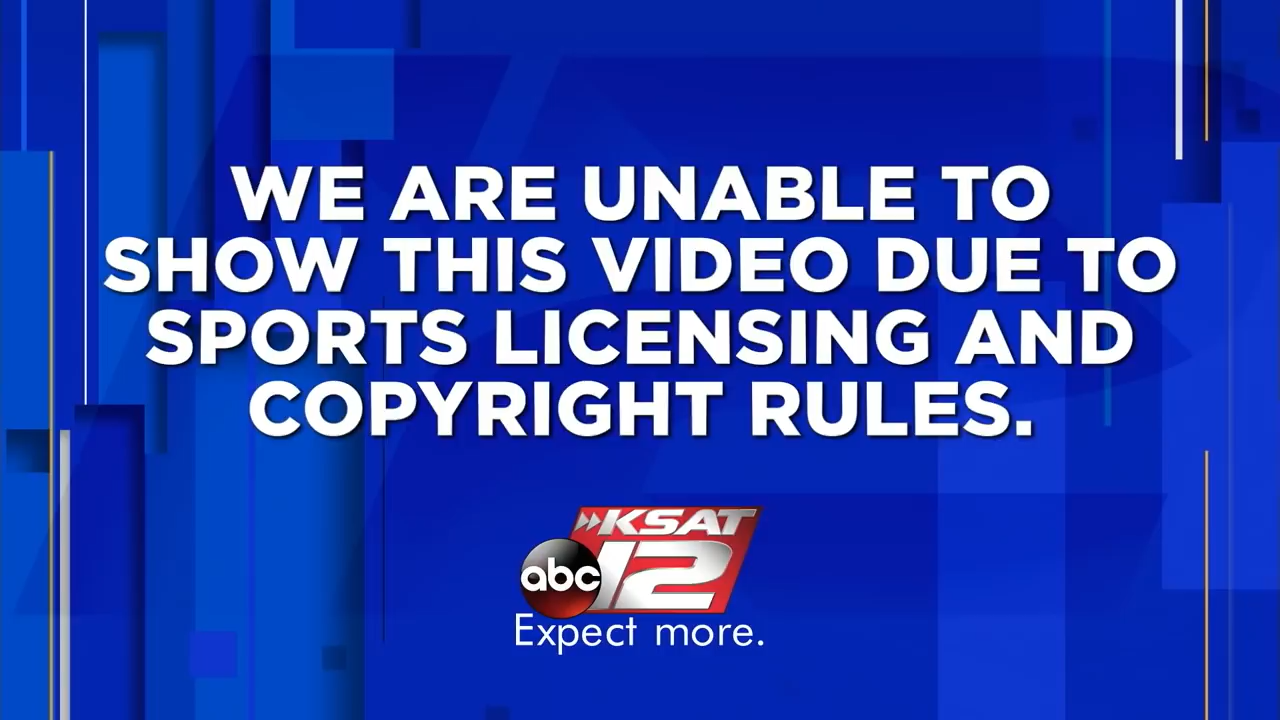 WE ARE UNABLE TO
SHOW THIS VIDEO DUE TO
SPORTS LICENSING AND
COPYRIGHT RULES.
KSAT
abc 12
Expect more.